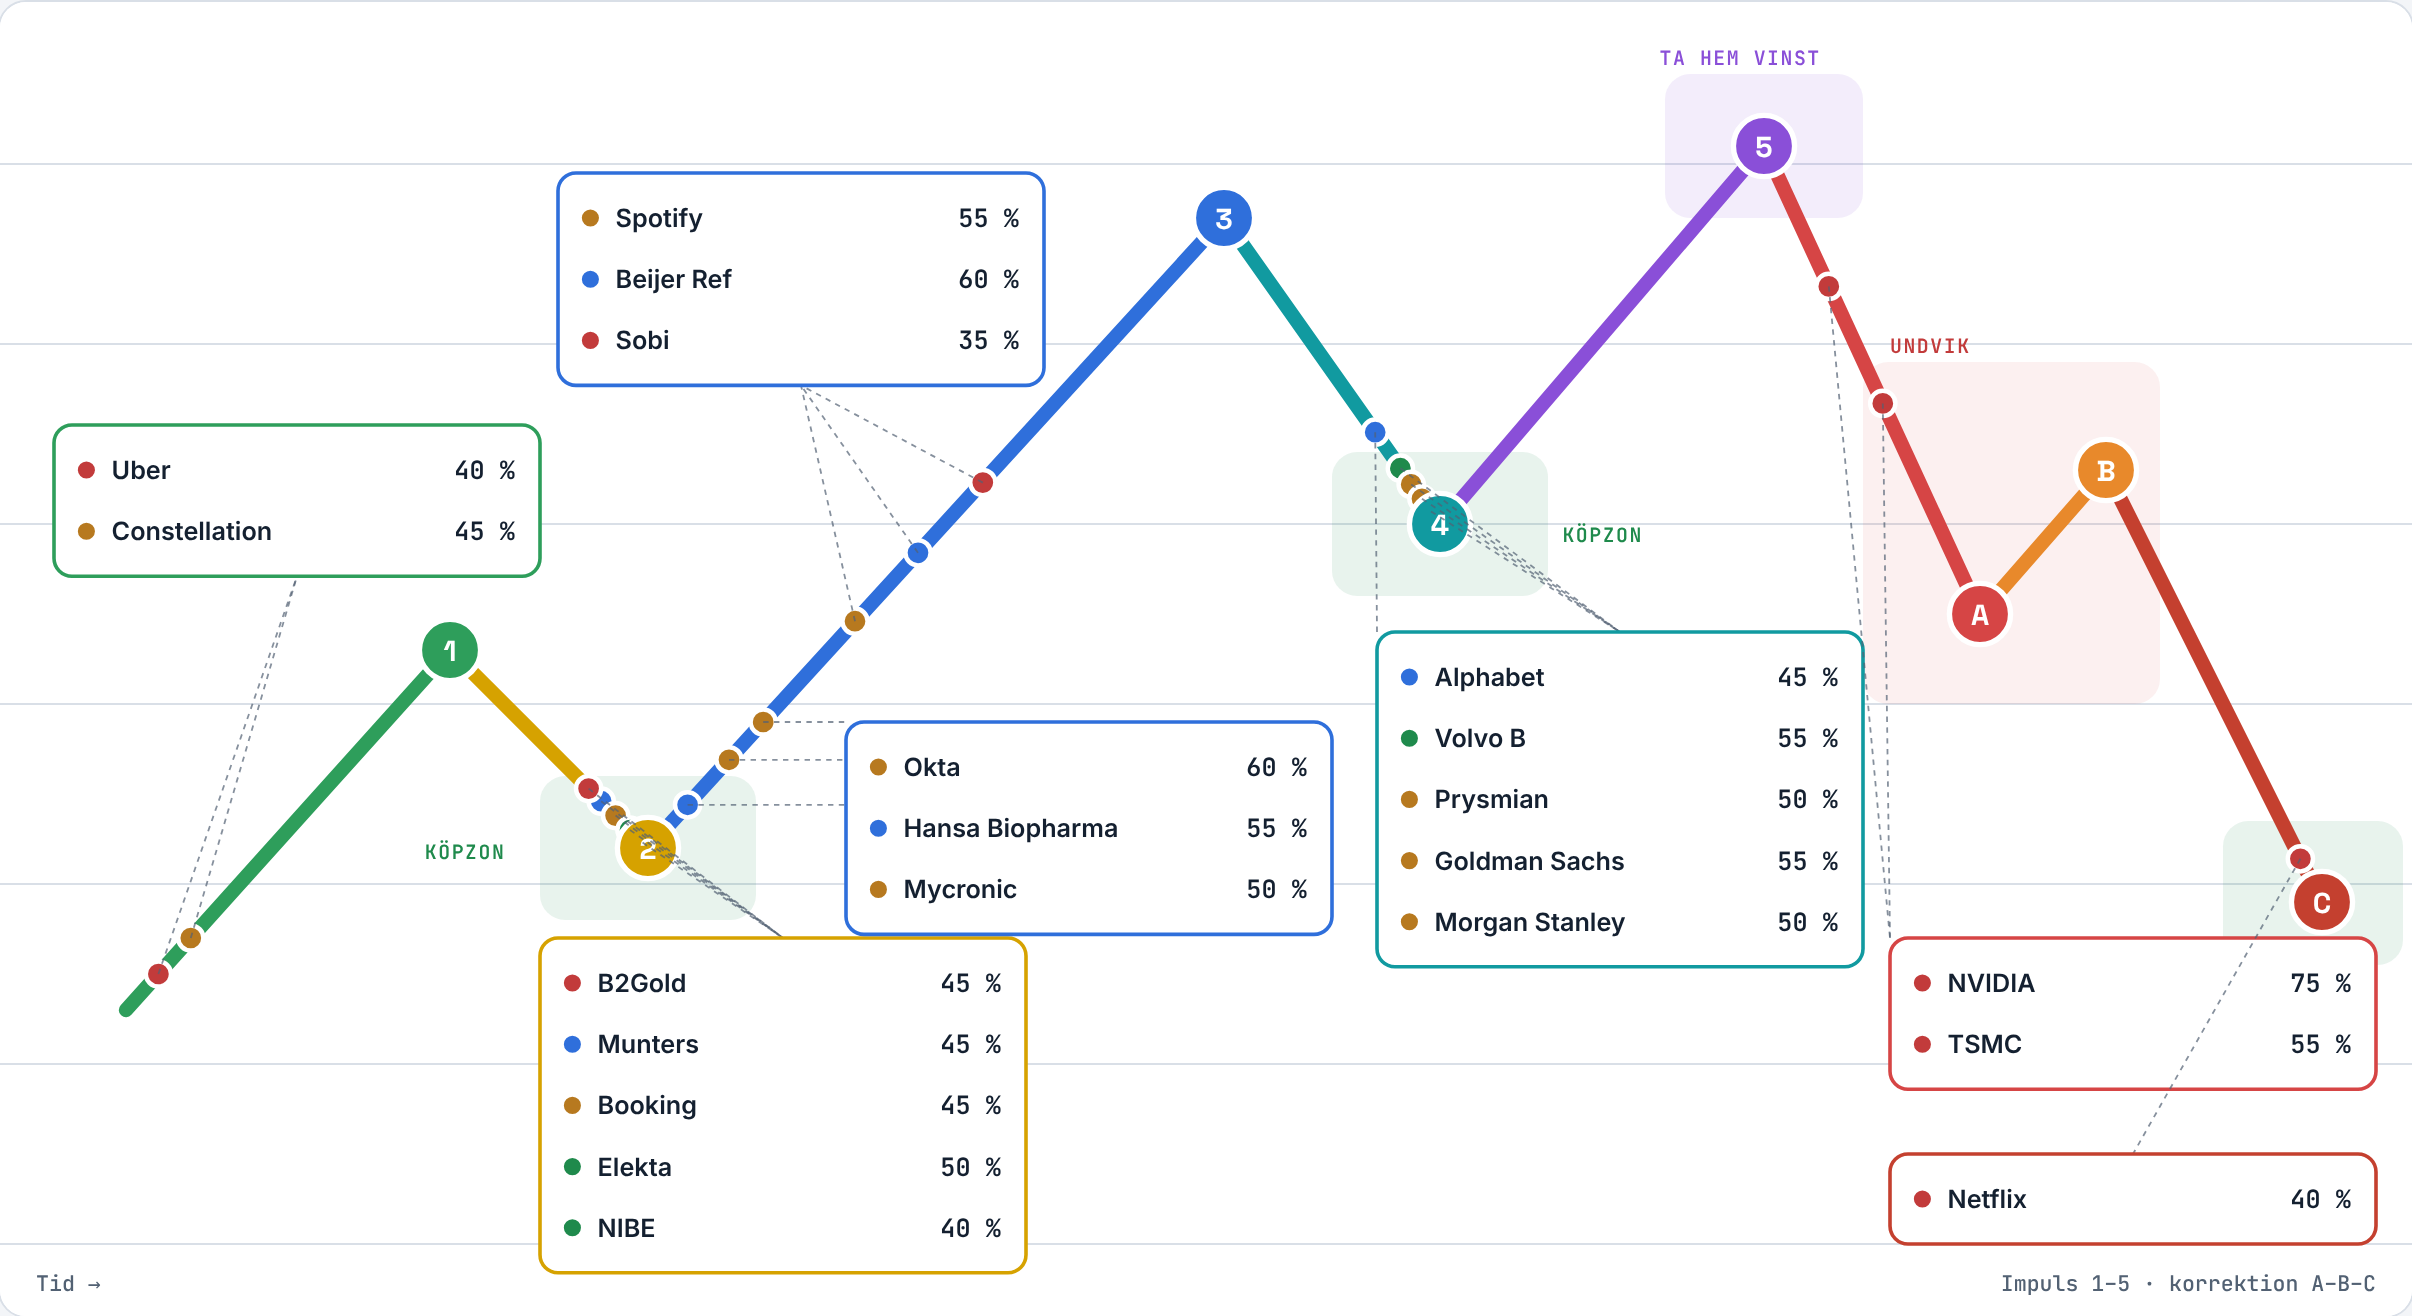 TA HEM VINST
5
Spotify 55 %
Beijer Ref 60 %
Sobi 35 %
3
UNDVIK
Uber 40 %
Constellation 45 %
B
4
KÖPZON
A
1
Alphabet 45 %
Volvo B 55 %
Prysmian 50 %
Goldman Sachs 55 %
Morgan Stanley 50 %
Okta 60 %
Hansa Biopharma 55 %
Mycronic 50 %
KÖPZON
2
C
B2Gold 45 %
Munters 45 %
Booking 45 %
Elekta 50 %
NIBE 40 %
NVIDIA 75 %
TSMC 55 %
Netflix 40 %
Tid →
Impuls 1–5 · korrektion A–B–C